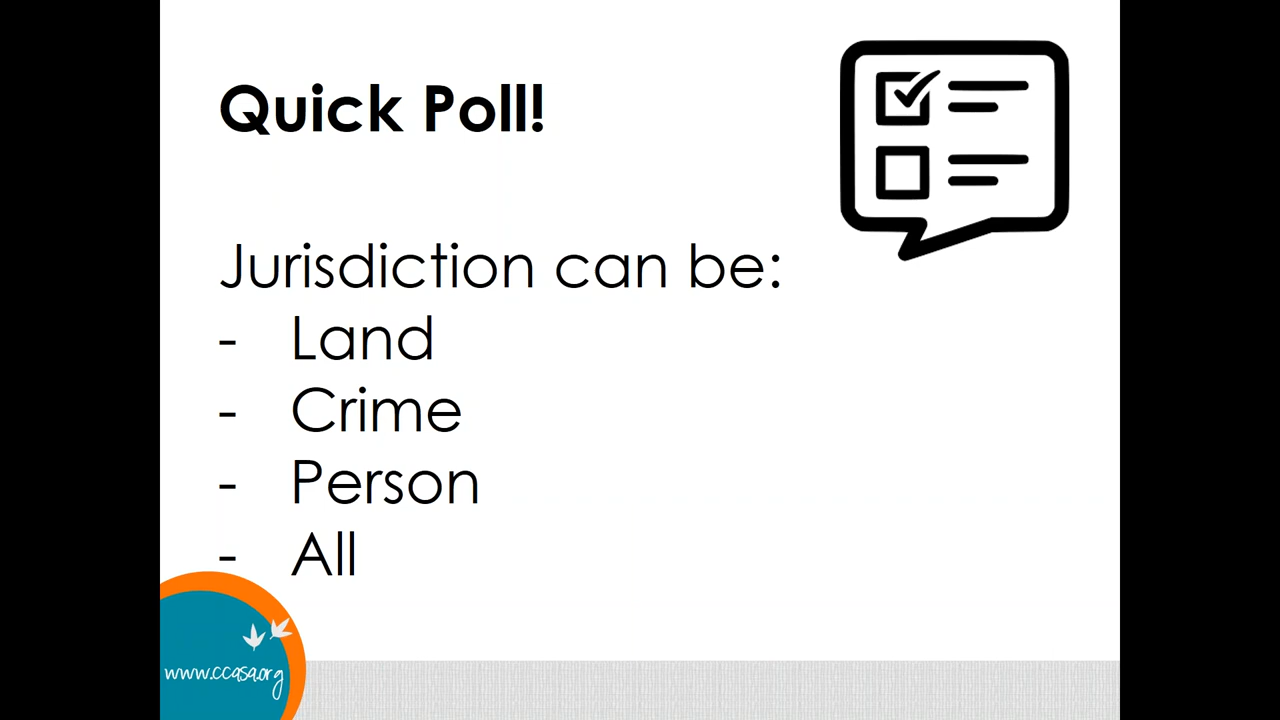 Quick Poll!
Jurisdiction can be:
- Land
- Crime
- Person
- All
www.ccasa.org